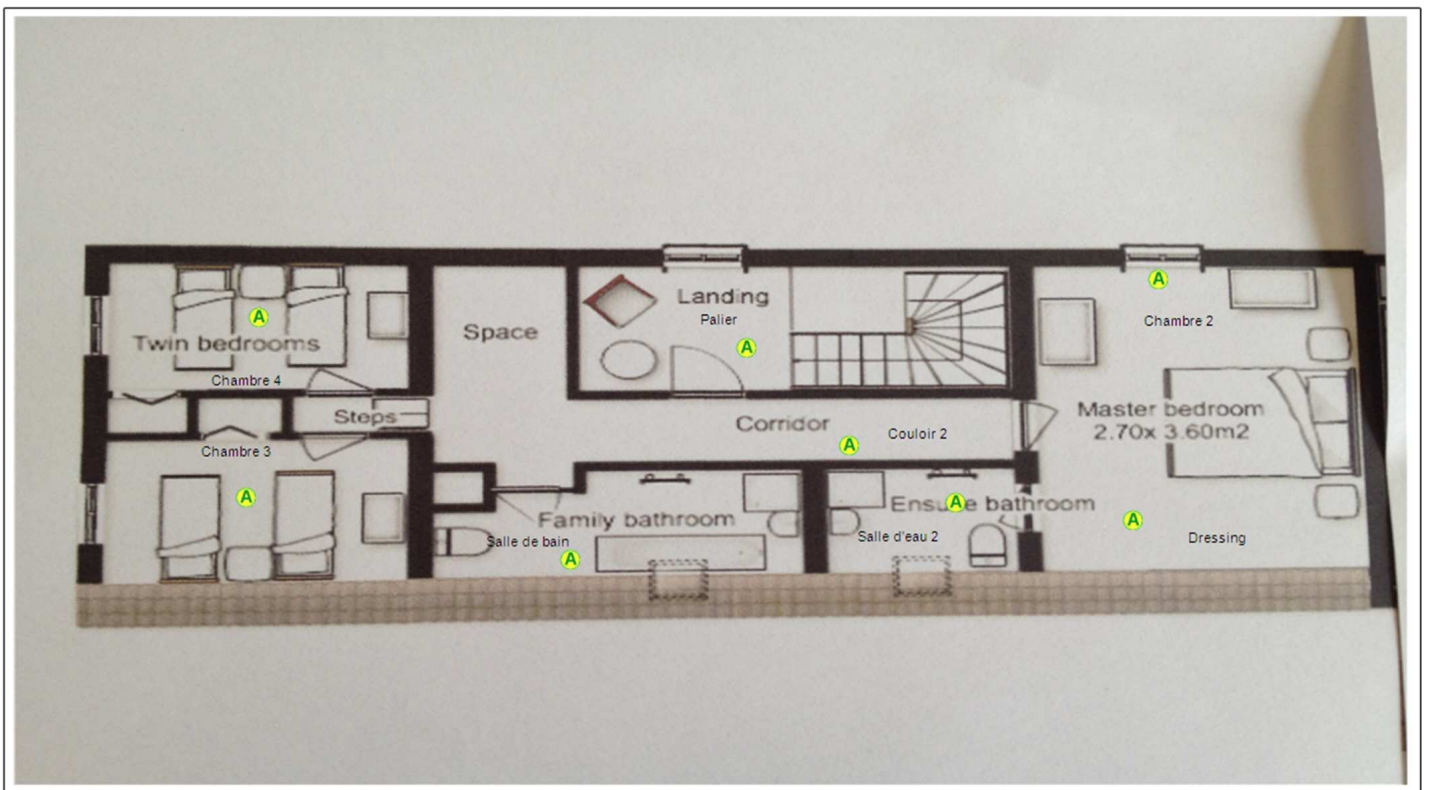 Twin bedrooms
Chambre 4
A
Steps
Chambre 3
A
Space
Landing
Palier
A
Corridor
Couloir 2
A
Family bathroom
Salle de bain
A
Ensuite bathroom
A
Salle d'eau 2
A
Chambre 2
Master bedroom
2.70x 3.60m2
A
Dressing